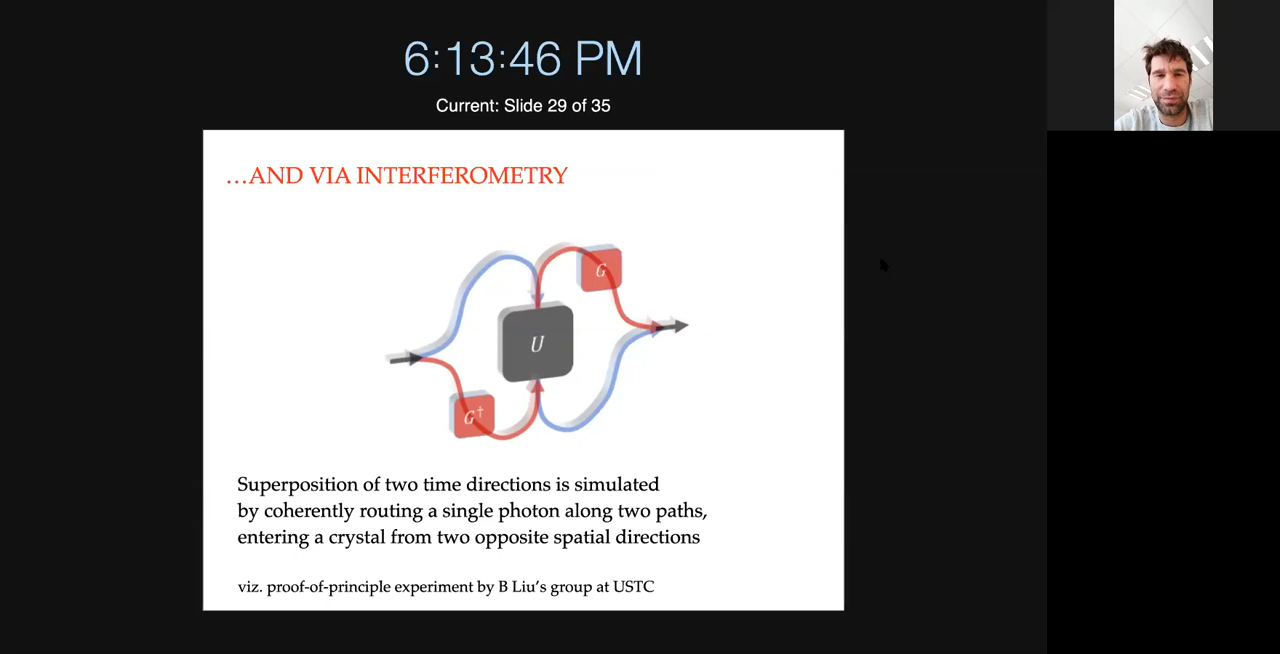 6:13:46 PM
Current: Slide 29 of 35
…AND VIA INTERFEROMETRY
G
U
G†
Superposition of two time directions is simulated
by coherently routing a single photon along two paths,
entering a crystal from two opposite spatial directions
viz. proof-of-principle experiment by B Liu's group at USTC